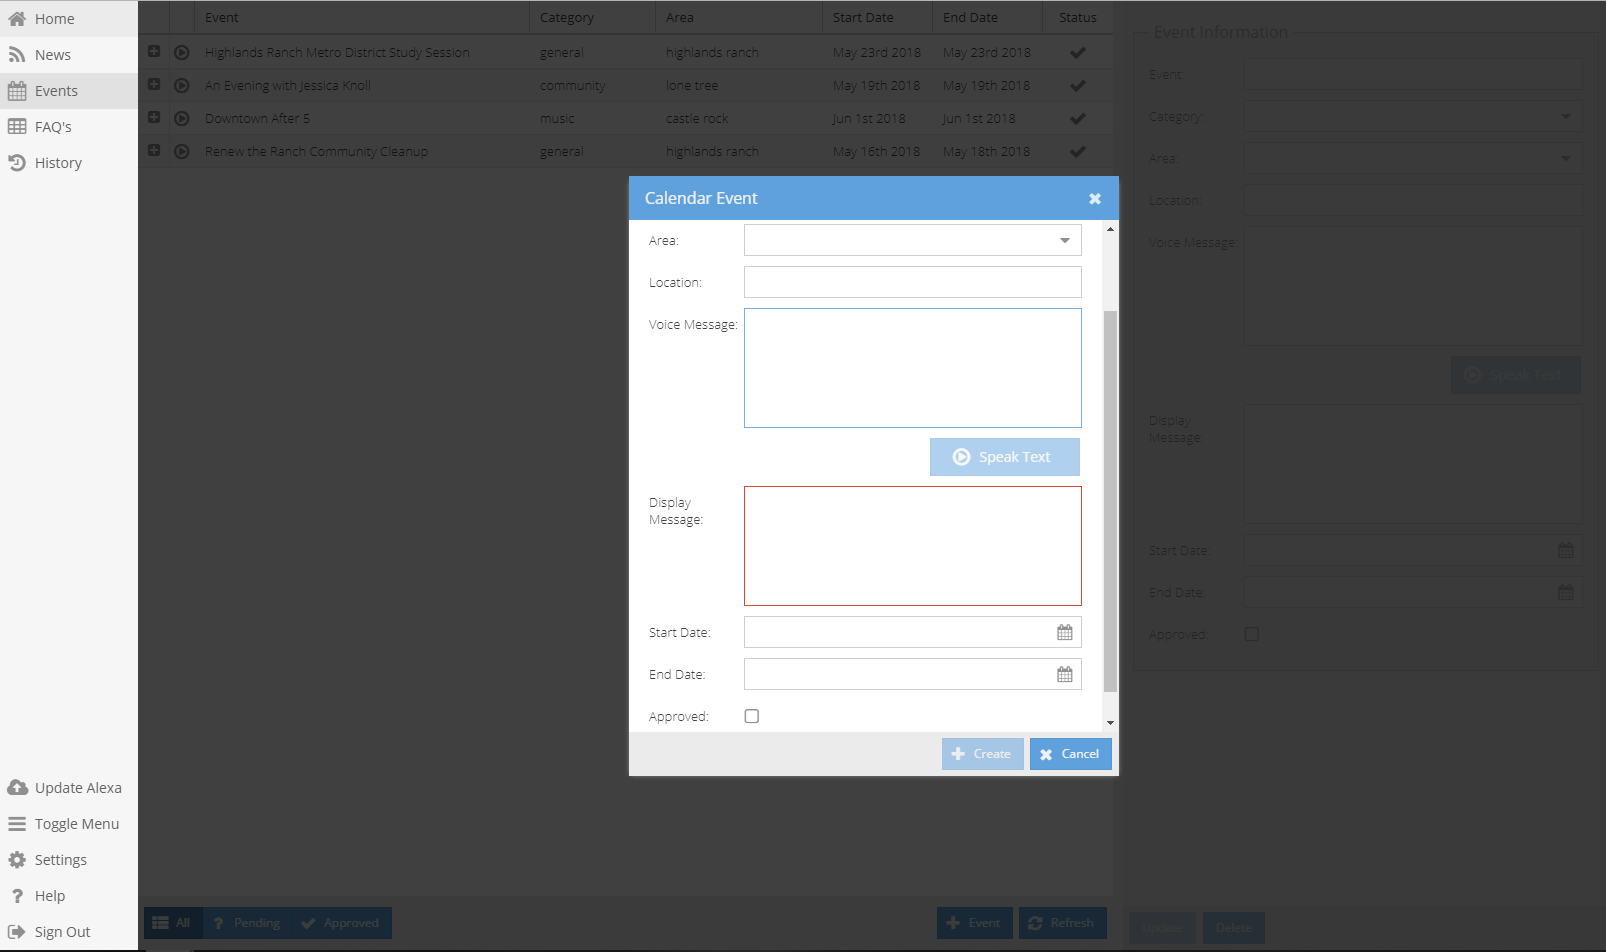 Home
News
Events
FAQ's
History
Update Alexa
Toggle Menu
Settings
Help
Sign Out
Event Category Area Start Date End Date Status
Highlands Ranch Metro District Study Session general highlands ranch May 23rd 2018 May 23rd 2018
An Evening with Jessica Knoll community lone tree May 19th 2018 May 19th 2018
Downtown After 5 music castle rock Jun 1st 2018 Jun 1st 2018
Renew the Ranch Community Cleanup general highlands ranch May 16th 2018 May 18th 2018
Calendar Event
Area:
Location:
Voice Message:
Speak Text
Display
Message:
Start Date:
End Date:
Approved:
Create Cancel
All Pending Approved Event Refresh
Event Information
Event:
Category:
Area:
Location:
Voice Message:
Speak Text
Display
Message:
Start Date:
End Date:
Approved:
Update Delete